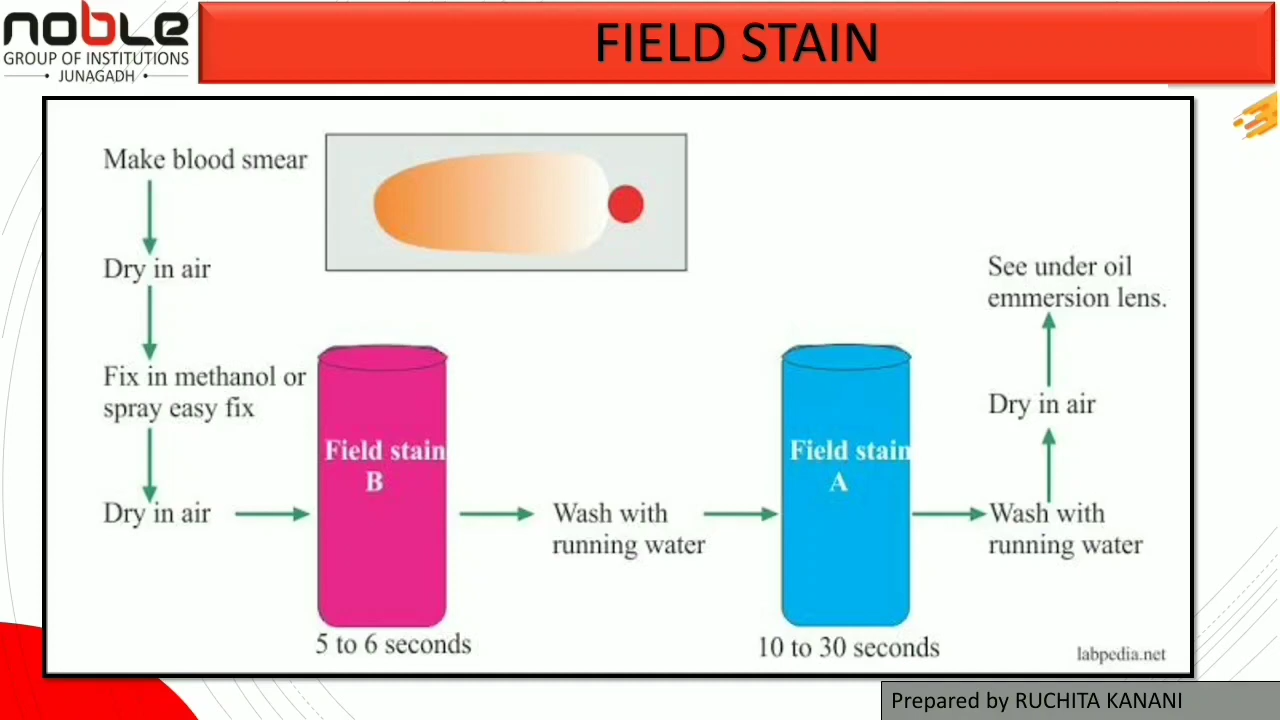 noble
GROUP OF INSTITUTIONS
JUNAGADH
FIELD STAIN
Make blood smear
Dry in air
Fix in methanol or
spray easy fix
Dry in air
Field stain
B
5 to 6 seconds
Wash with
running water
Field stain
A
10 to 30 seconds
Wash with
running water
Dry in air
See under oil
emmersion lens.
labpedia.net
Prepared by RUCHITA KANANI